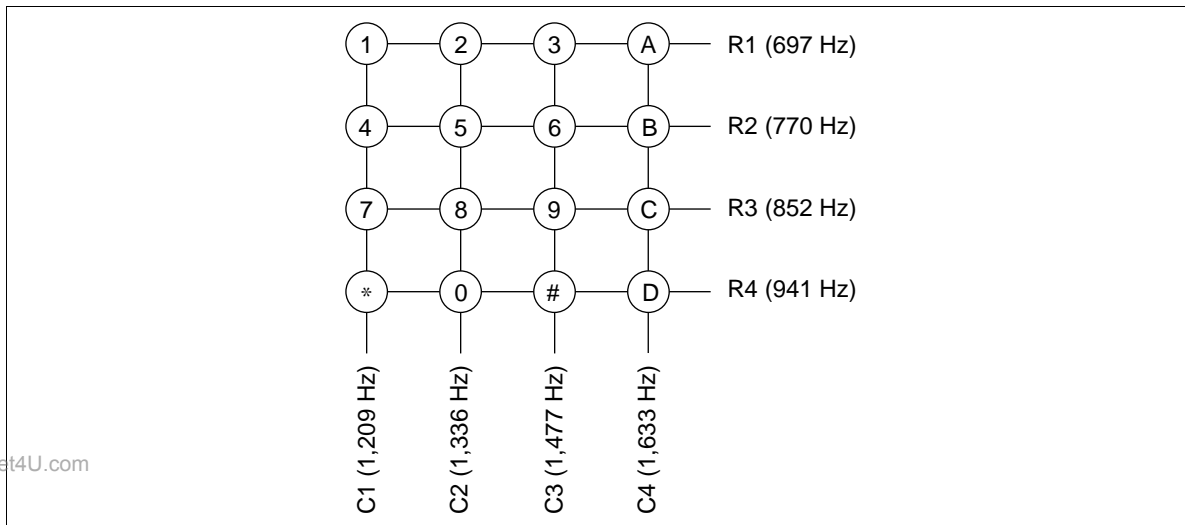 1 2 3 A R1 (697 Hz)
4 5 6 B R2 (770 Hz)
7 8 9 C R3 (852 Hz)
* 0 # D R4 (941 Hz)
C1 (1,209 Hz)
C2 (1,336 Hz)
C3 (1,477 Hz)
C4 (1,633 Hz)
et4U.com